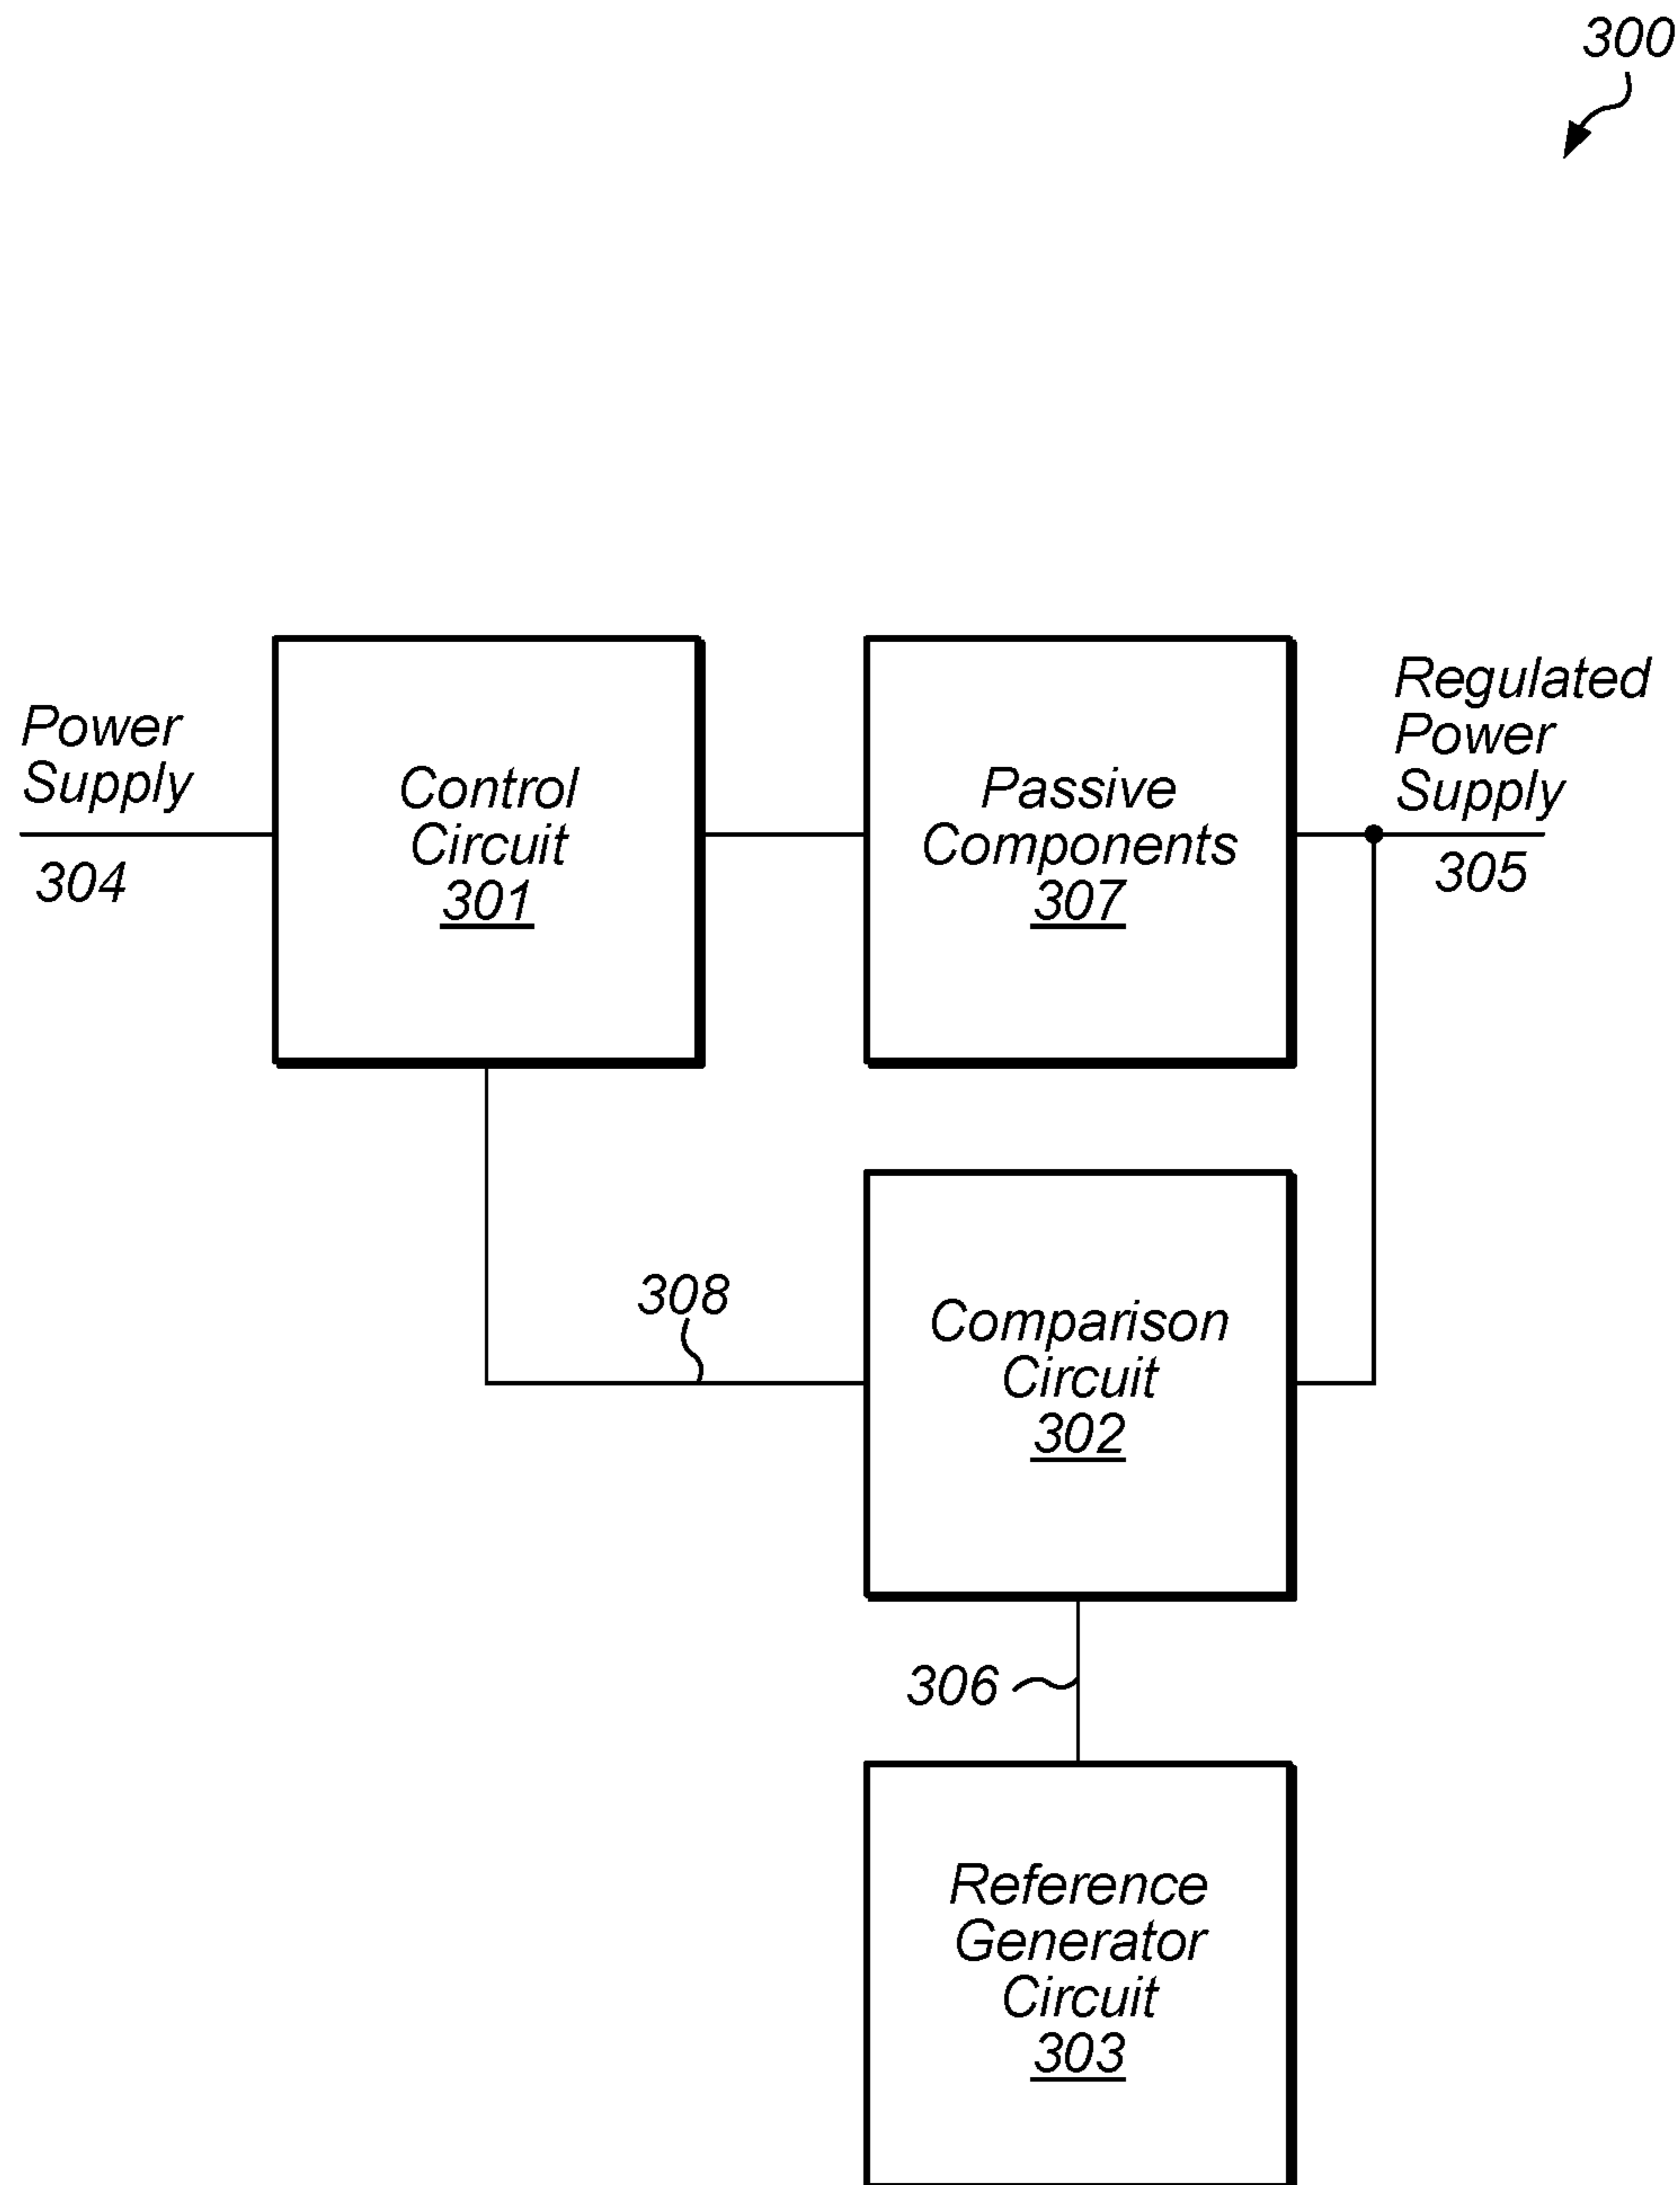 300
Power
Supply
304
Control
Circuit
301
Passive
Components
307
Regulated
Power
Supply
305
308
Comparison
Circuit
302
306
Reference
Generator
Circuit
303